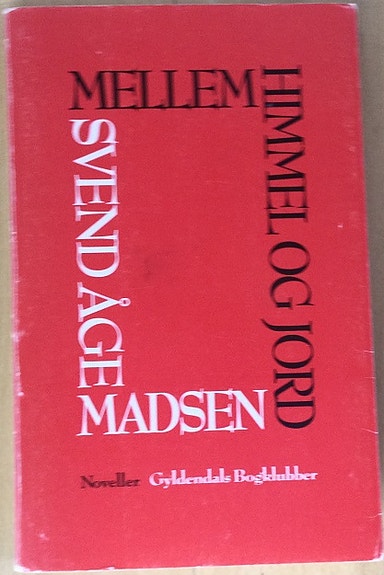 MELLEM
HIMMEL OG JORD
SVEND ÅGE
MADSEN
Noveller Gyldendals Bogklubber